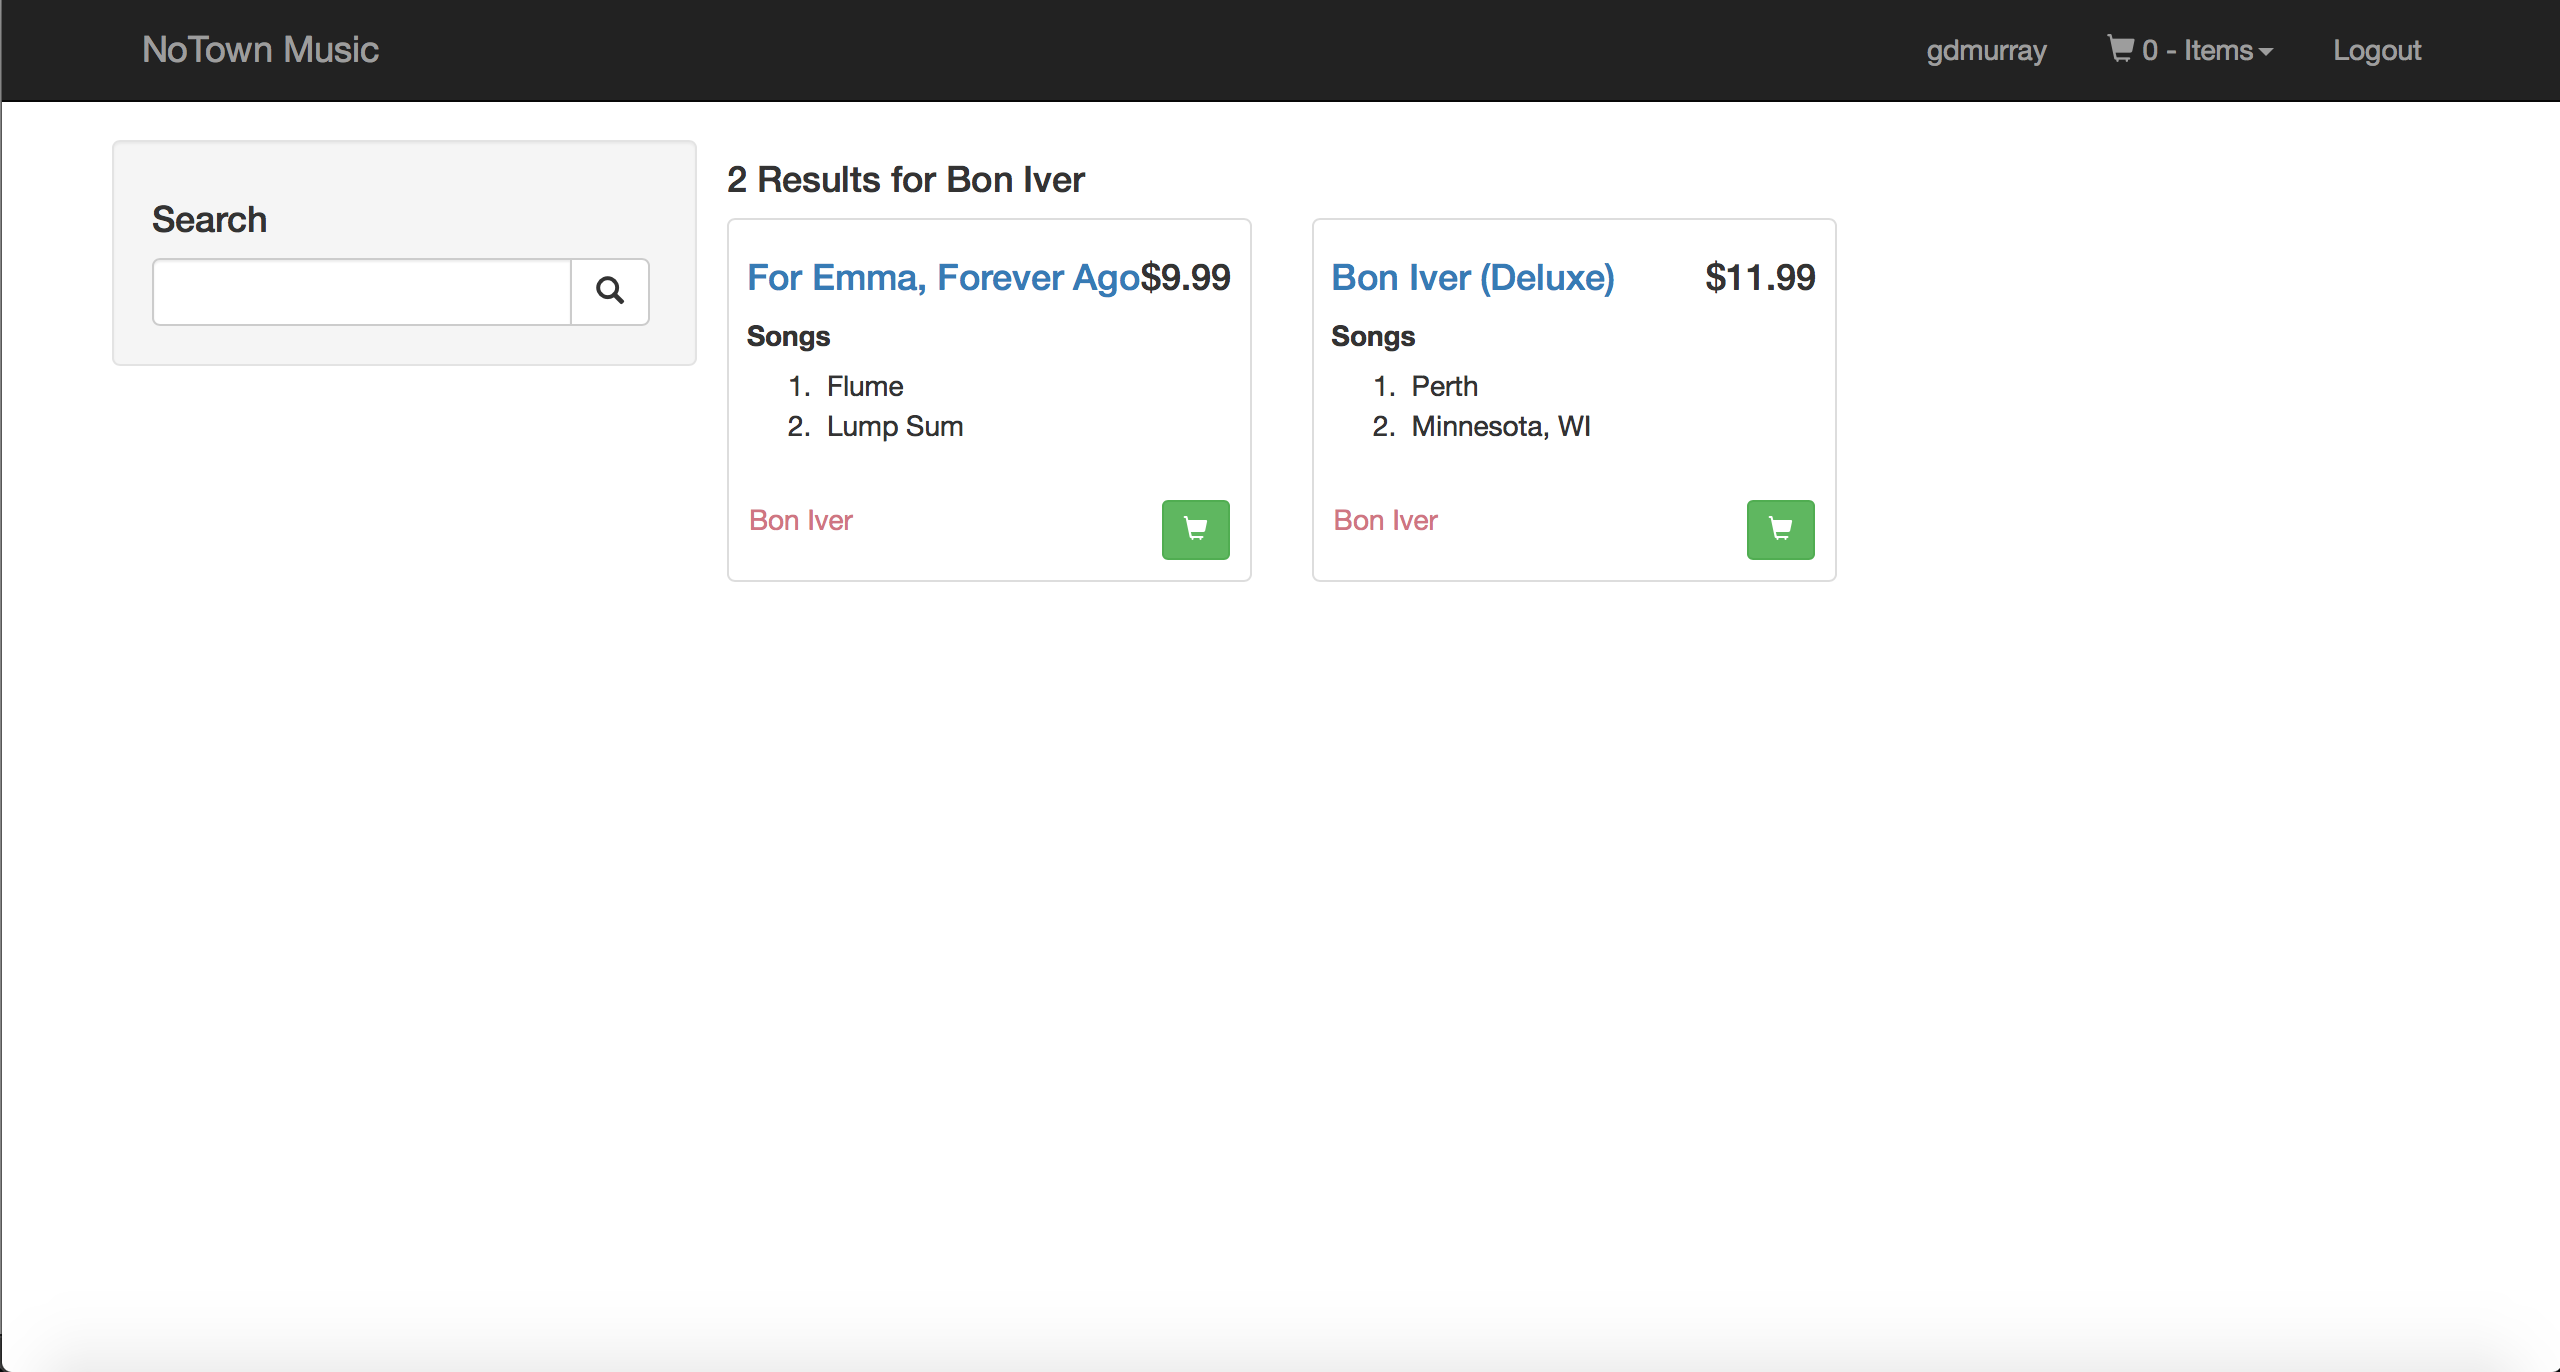 NoTown Music
gdmurray
0 - Items
Logout
Search
2 Results for Bon Iver
For Emma, Forever Ago$9.99
Songs
1. Flume
2. Lump Sum
Bon Iver
Bon Iver (Deluxe) $11.99
Songs
1. Perth
2. Minnesota, WI
Bon Iver